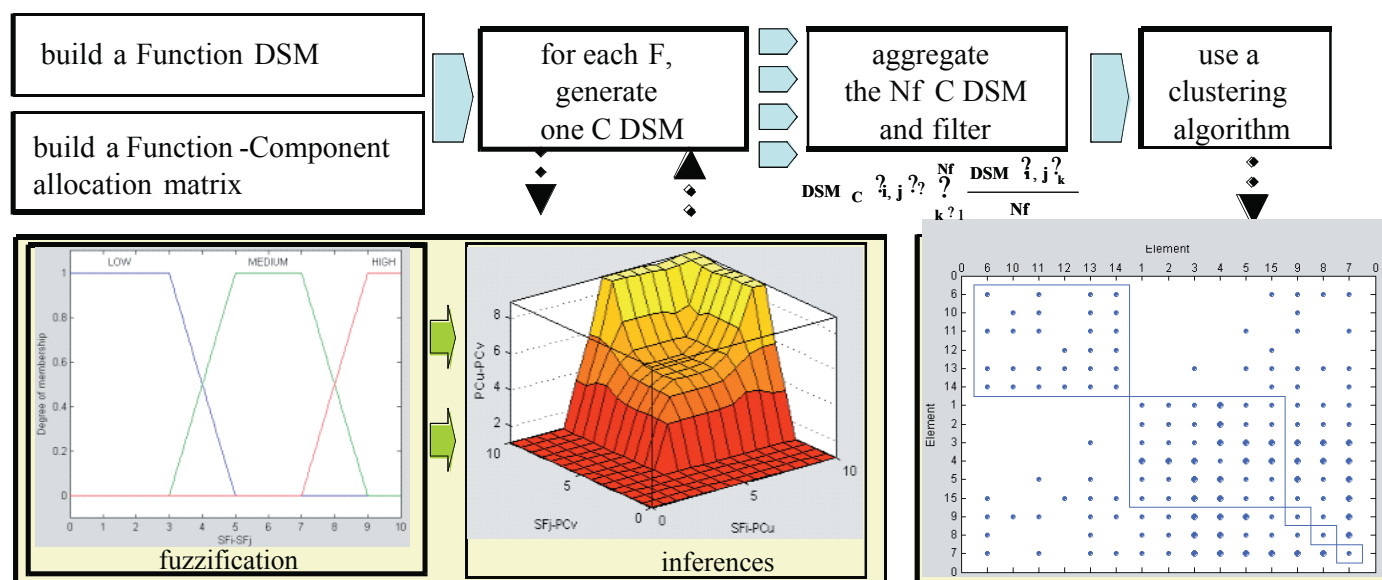 build a Function DSM
build a Function -Component
allocation matrix
for each F,
generate
one C DSM
aggregate
the Nf C DSM
and filter
use a
clustering
algorithm
DSM C ?i, j ?? Nf ? k ? 1 DSM ?i, j ?k
Nf
LOW MEDIUM HIGH
1
0.8
0.6
0.4
0.2
0
Degree of membership
0 1 2 3 4 5 6 7 8 9 10
SFi-SFj
fuzzification
8
6
4
2
PCu-PCv
10
5
0
SFj-PCv
0
5
10
SFi-PCu
inferences
Element
0 6 10 11 12 13 14 1 2 3 4 5 15 9 8 7 0
0
6
10
11
12
13
14
1
2
3
4
5
15
9
8
7
0
Element